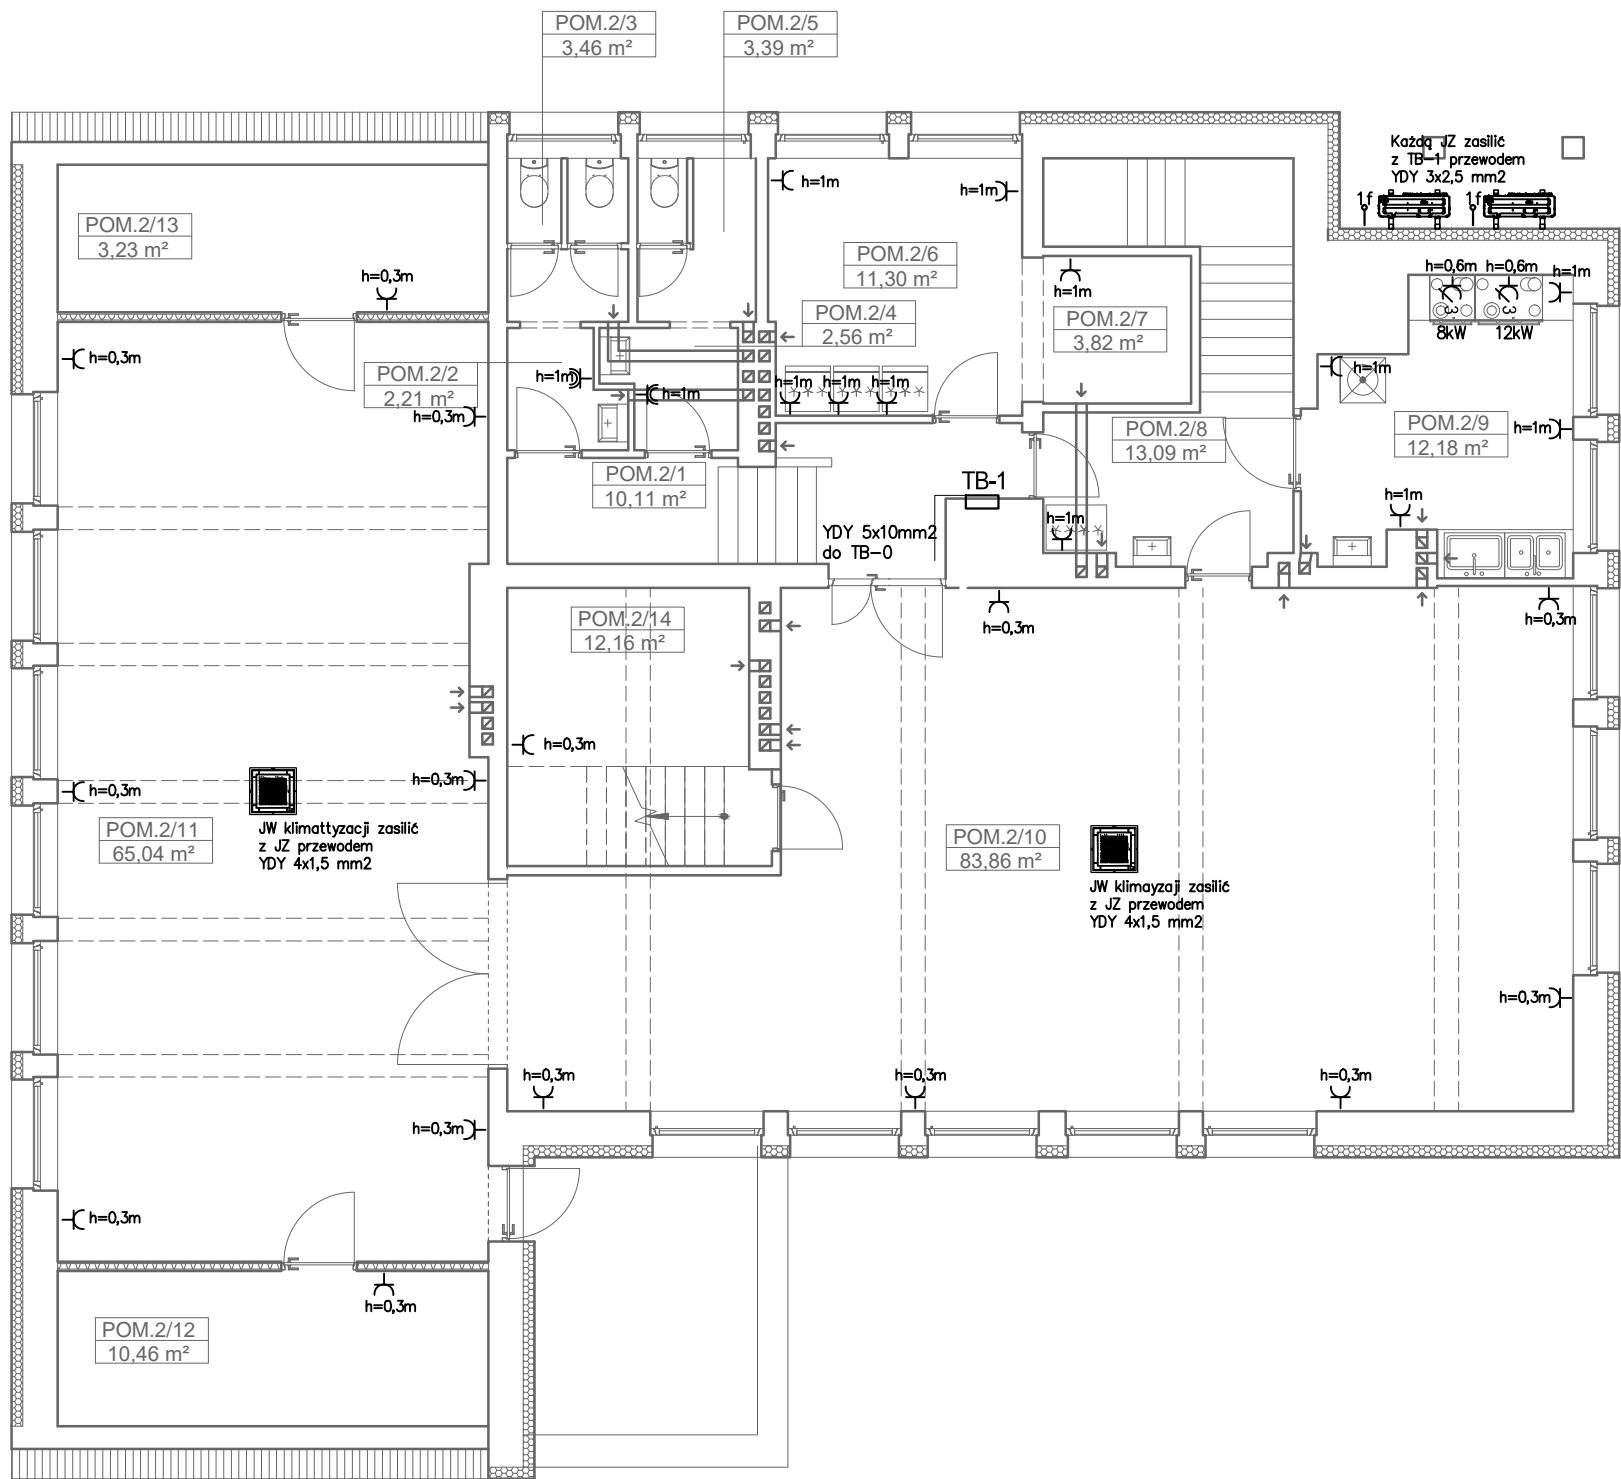 POM.2/3
3,46 m²
POM.2/5
3,39 m²
Każdą JZ zasilić
z TB-1 przewodem
YDY 3x2,5 mm2
1f
1f
POM.2/13
3,23 m²
h=0,3m
h=1m
h=1m
POM.2/6
11,30 m²
h=1m
h=0,6m
h=0,6m
h=1m
3
3
8kW
12kW
POM.2/4
2,56 m²
POM.2/7
3,82 m²
h=0,3m
POM.2/2
2,21 m²
h=1m
h=1m
h=1m
h=1m
h=1m
h=1m
h=0,3m
POM.2/8
13,09 m²
POM.2/9
12,18 m²
h=1m
POM.2/1
10,11 m²
TB-1
h=1m
h=1m
YDY 5x10mm2
do TB-0
POM.2/14
12,16 m²
h=0,3m
h=0,3m
h=0,3m
h=0,3m
h=0,3m
POM.2/11
65,04 m²
JW klimattyzacji zasilić
z JZ przewodem
YDY 4x1,5 mm2
POM.2/10
83,86 m²
JW klimayzaji zasilić
z JZ przewodem
YDY 4x1,5 mm2
h=0,3m
h=0,3m
h=0,3m
h=0,3m
h=0,3m
h=0,3m
h=0,3m
POM.2/12
10,46 m²